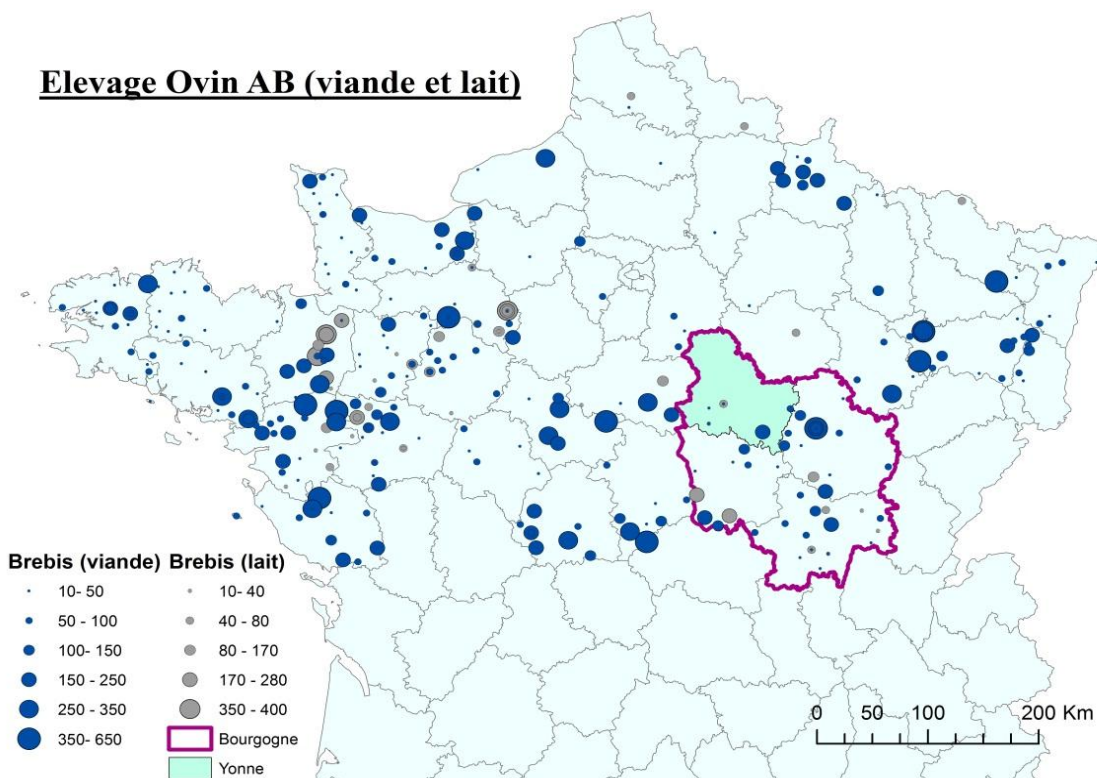 Elevage Ovin AB (viande et lait)
Brebis (viande) Brebis (lait)
10- 50 10- 40
50 - 100 40 - 80
100- 150 80 - 170
150 - 250 170 - 280
250 - 350 350 - 400
350- 650 Bourgogne
Yonne
0 50 100 200 Km